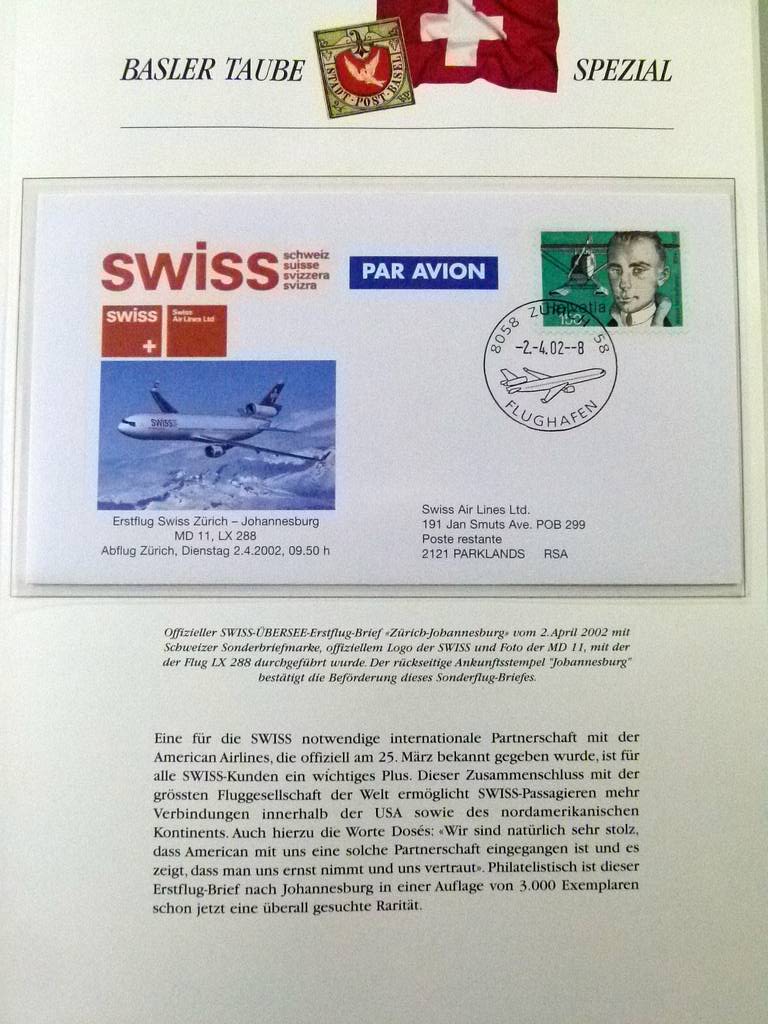 BASLER TAUBE
STADT-POST-BASEL
SPEZIAL
swiss
schweiz
suisse
svizzera
svizra
PAR AVION
swiss
Swiss
Air Lines Ltd
Helvetia
150
8058 ZÜRICH 58
-2.-4.02--8
FLUGHAFEN
swiss
Erstflug Swiss Zürich – Johannesburg
MD 11, LX 288
Abflug Zürich, Dienstag 2.4.2002, 09.50 h
Swiss Air Lines Ltd.
191 Jan Smuts Ave. POB 299
Poste restante
2121 PARKLANDS RSA
Offizieller SWISS-ÜBERSEE-Erstflug-Brief «Zürich-Johannesburg» vom 2. April 2002 mit
Schweizer Sonderbriefmarke, offiziellem Logo der SWISS und Foto der MD 11, mit der
der Flug LX 288 durchgeführt wurde. Der rückseitige Ankunftsstempel "Johannesburg"
bestätigt die Beförderung dieses Sonderflug-Briefes.
Eine für die SWISS notwendige internationale Partnerschaft mit der
American Airlines, die offiziell am 25. März bekannt gegeben wurde, ist für
alle SWISS-Kunden ein wichtiges Plus. Dieser Zusammenschluss mit der
grössten Fluggesellschaft der Welt ermöglicht SWISS-Passagieren mehr
Verbindungen innerhalb der USA sowie des nordamerikanischen
Kontinents. Auch hierzu die Worte Dosés: «Wir sind natürlich sehr stolz,
dass American mit uns eine solche Partnerschaft eingegangen ist und es
zeigt, dass man uns ernst nimmt und uns vertraut». Philatelistisch ist dieser
Erstflug-Brief nach Johannesburg in einer Auflage von 3.000 Exemplaren
schon jetzt eine überall gesuchte Rarität.